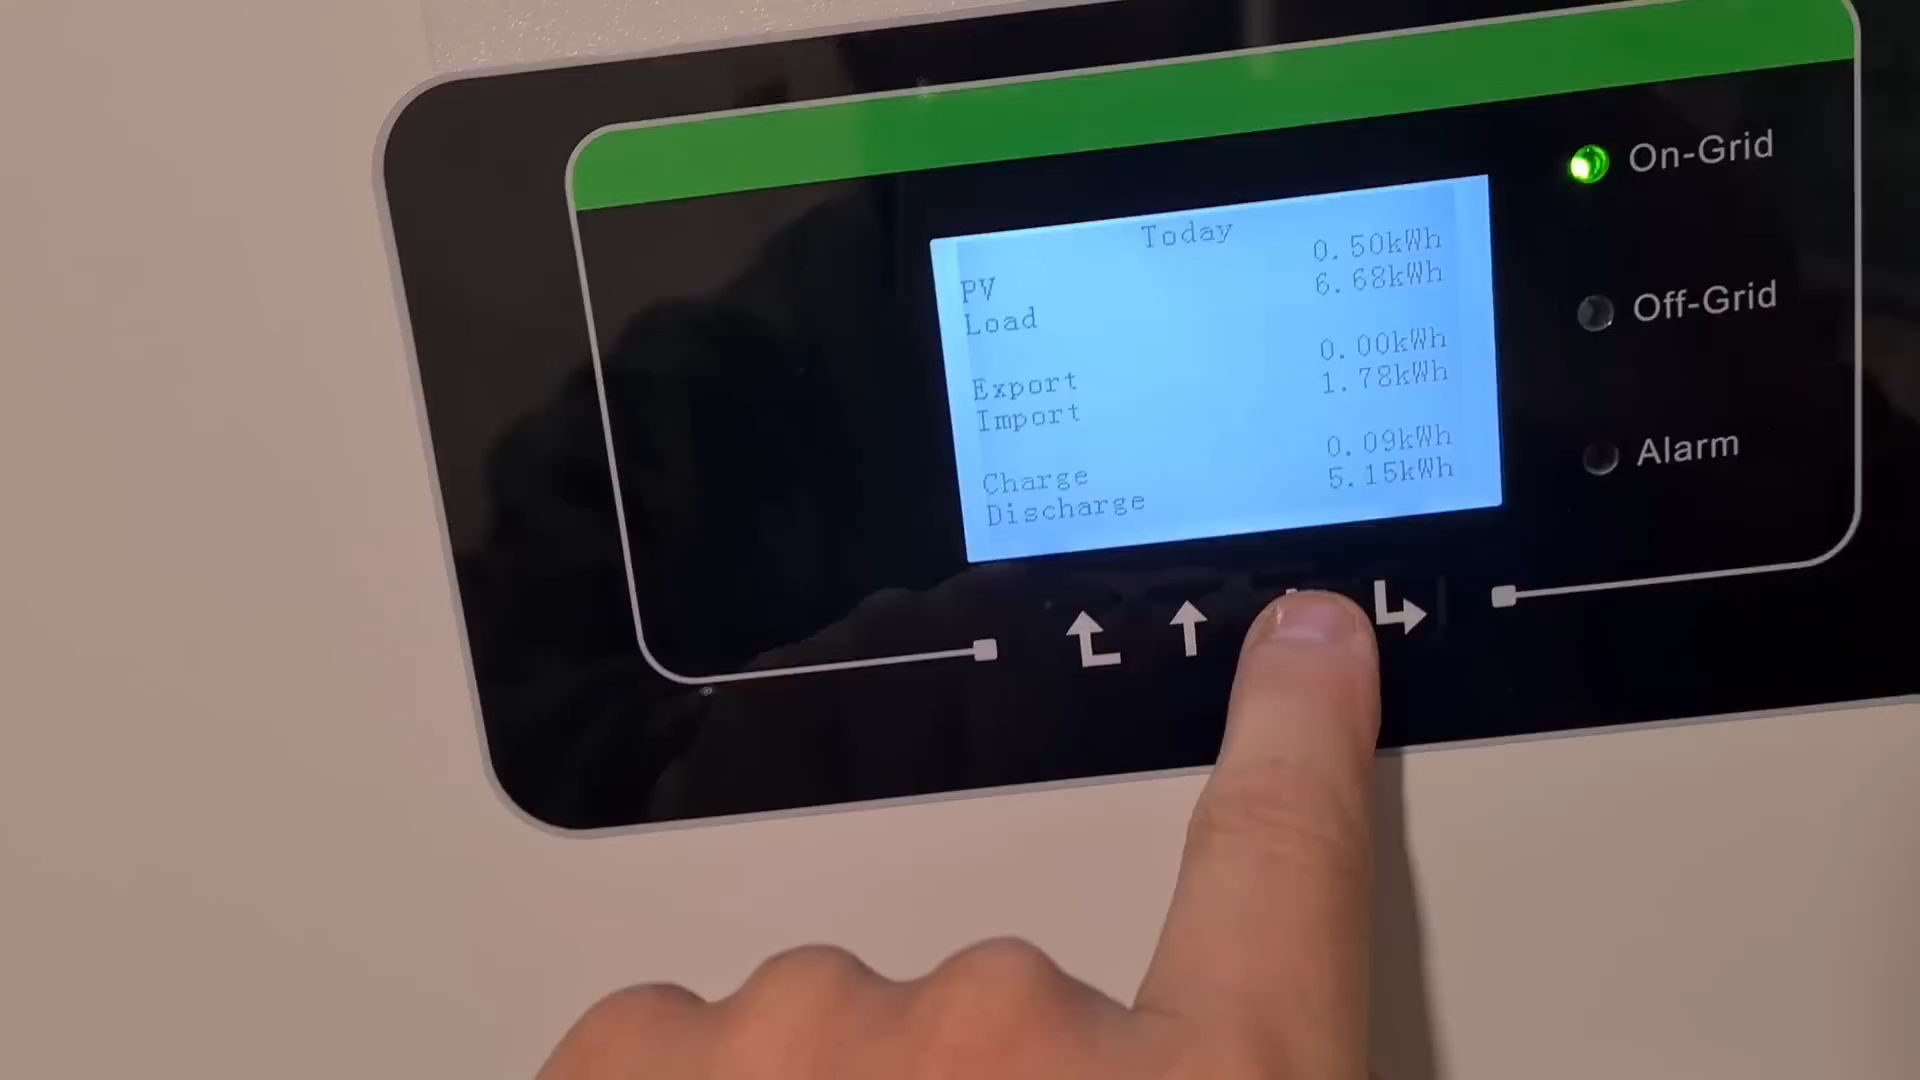 Today
PV 0.50kWh
Load 6.68kWh
Export 0.00kWh
Import 1.78kWh
Charge 0.09kWh
Discharge 5.15kWh
On-Grid
Off-Grid
Alarm